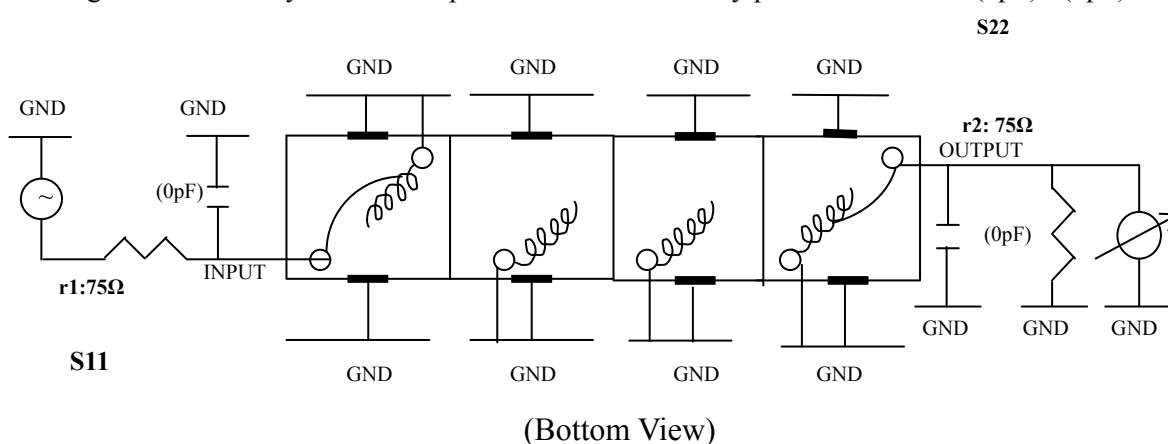 S22
GND GND GND GND
GND GND
r2: 75Ω
OUTPUT
~
(0pF)
(0pF)
INPUT
r1:75Ω
GND GND GND
S11
GND GND GND GND
(Bottom View)